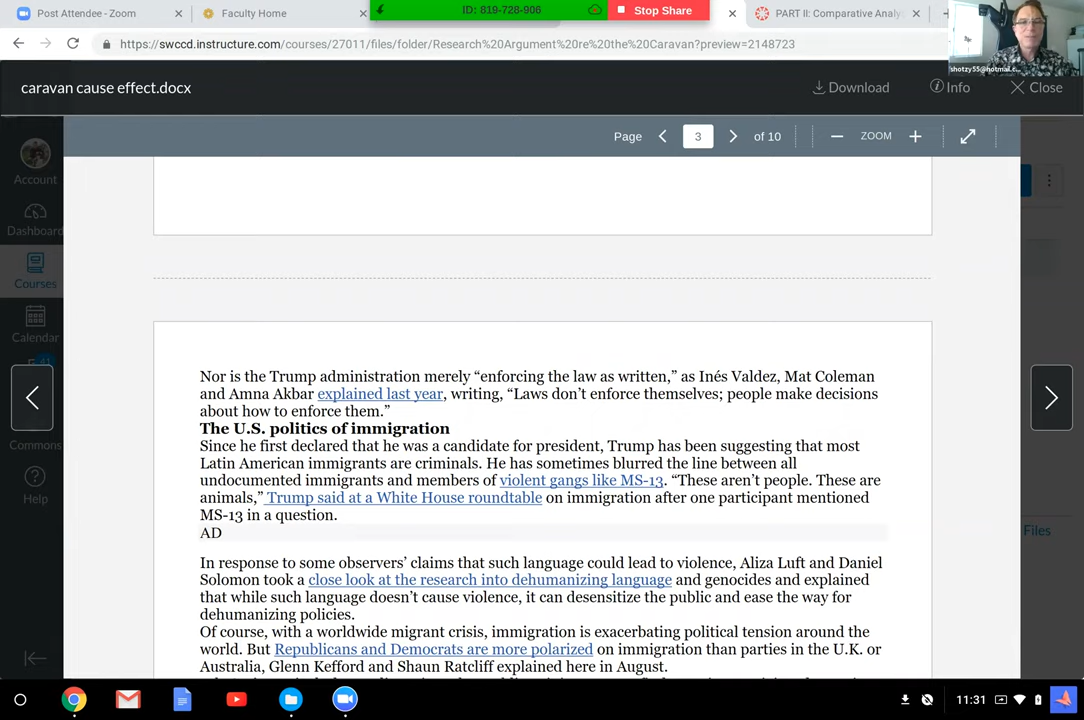 Post Attendee - Zoom
Faculty Home
ID: 819-728-906
Stop Share
PART II: Comparative Analy
https://swccd.instructure.com/courses/27011/files/folder/Research%20Argument%20re%20the%20Caravan?preview=2148723
shotzy55@hotmail.c...
caravan cause effect.docx
Download
Info
Close
Page 3 of 10
ZOOM
Account
Dashboard
Courses
Calendar
41
Commons
Help
Files
Nor is the Trump administration merely “enforcing the law as written,” as Inés Valdez, Mat Coleman
and Amna Akbar explained last year, writing, “Laws don’t enforce themselves; people make decisions
about how to enforce them.”
The U.S. politics of immigration
Since he first declared that he was a candidate for president, Trump has been suggesting that most
Latin American immigrants are criminals. He has sometimes blurred the line between all
undocumented immigrants and members of violent gangs like MS-13. “These aren’t people. These are
animals,” Trump said at a White House roundtable on immigration after one participant mentioned
MS-13 in a question.
AD
In response to some observers’ claims that such language could lead to violence, Aliza Luft and Daniel
Solomon took a close look at the research into dehumanizing language and genocides and explained
that while such language doesn’t cause violence, it can desensitize the public and ease the way for
dehumanizing policies.
Of course, with a worldwide migrant crisis, immigration is exacerbating political tension around the
world. But Republicans and Democrats are more polarized on immigration than parties in the U.K. or
Australia, Glenn Kefford and Shaun Ratcliff explained here in August.
11:31